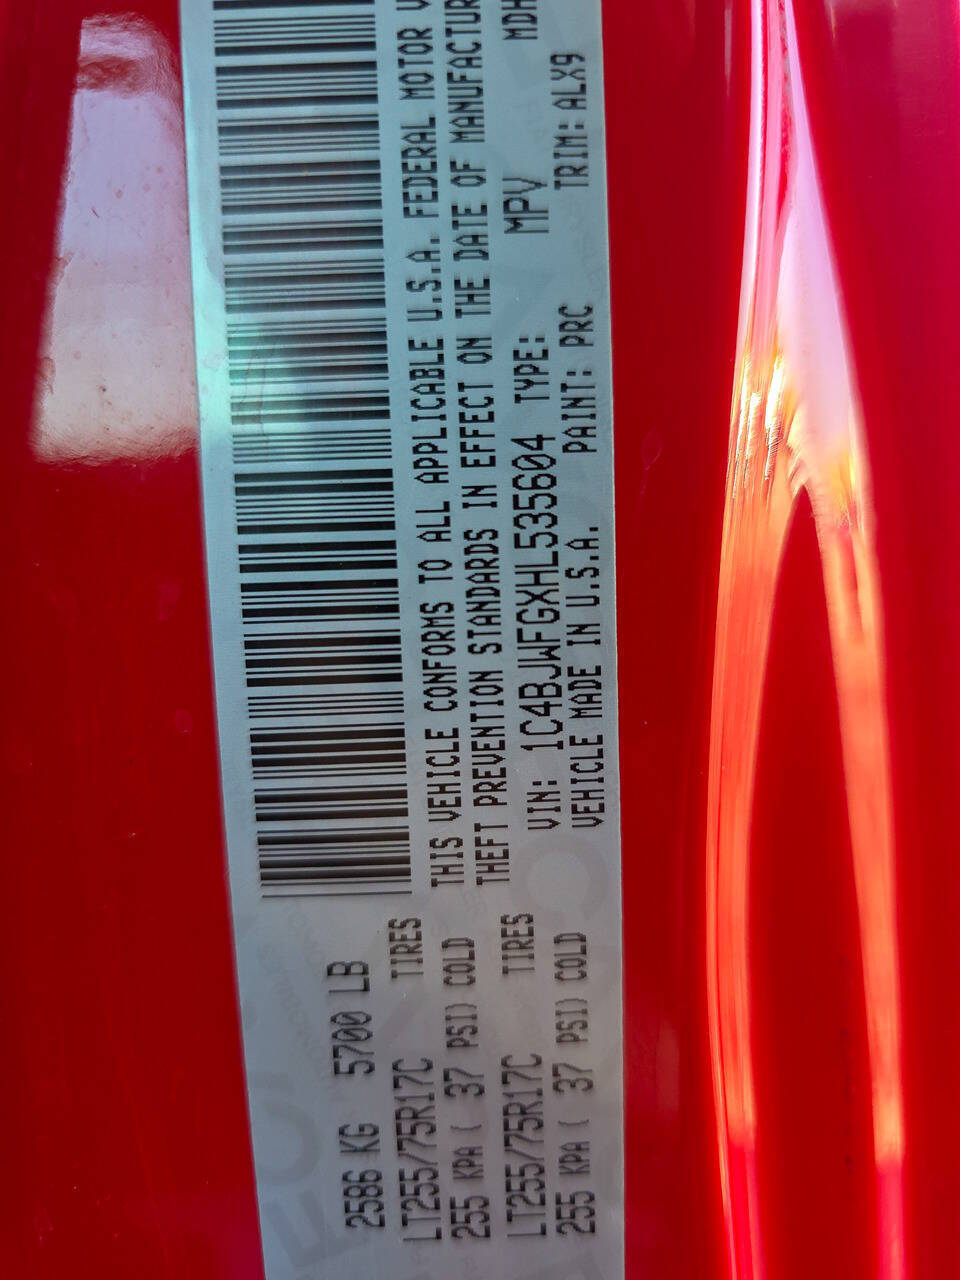 2586 KG 5700 LB
LT255/75R17C TIRES
255 KPA ( 37 PSI) COLD
LT255/75R17C TIRES
255 KPA ( 37 PSI) COLD
THIS VEHICLE CONFORMS TO ALL APPLICABLE U.S.A. FEDERAL MOTOR V
THEFT PREVENTION STANDARDS IN EFFECT ON THE DATE OF MANUFACTUR
VIN: 1C4BJWFGXHL535604 TYPE: MPV MDH
VEHICLE MADE IN U.S.A. PAINT: PRC TRIM: ALX9